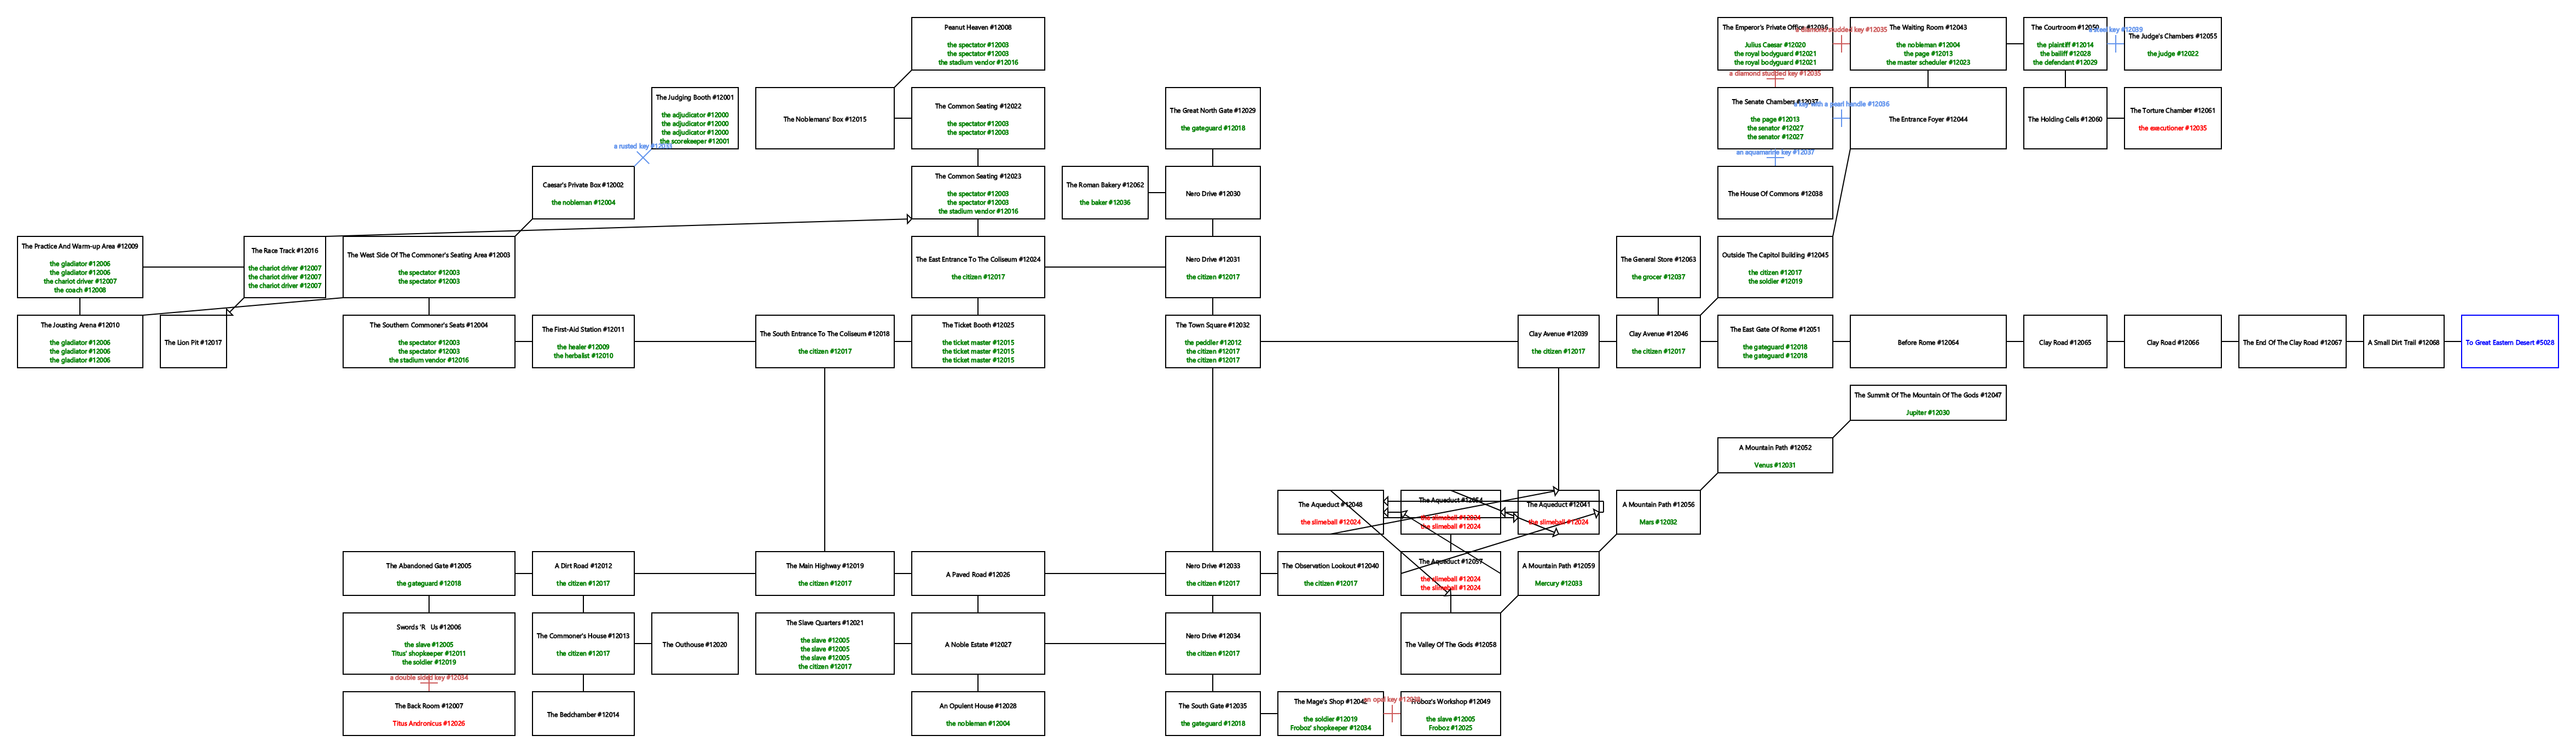 Peanut Heaven #12008
the spectator #12003
the spectator #12003
the stadium vendor #12016
The Emperor's Private Office #12036
Julius Caesar #12020
the royal bodyguard #12021
the royal bodyguard #12021
a diamond studded key #12035
The Waiting Room #12043
the nobleman #12004
the page #12013
the master scheduler #12023
The Courtroom #12050
the plaintiff #12014
the bailiff #12028
the defendant #12029
The Judge's Chambers #12055
the judge #12022
a diamond studded key #12035
The Judging Booth #12001
the adjudicator #12000
the adjudicator #12000
the adjudicator #12000
the scorekeeper #12001
a rusted key
The Noblemans' Box #12015
The Common Seating #12022
the spectator #12003
the spectator #12003
The Great North Gate #12029
the gateguard #12018
The Senate Chambers #12037
the page #12013
the senator #12027
the senator #12027
a key with a pearl handle #12036
The Entrance Foyer #12044
The Holding Cells #12060
The Torture Chamber #12061
the executioner #12035
an aquamarine key #12037
Caesar's Private Box #12002
the nobleman #12004
The Common Seating #12023
the spectator #12003
the spectator #12003
the stadium vendor #12016
The Roman Bakery #12062
the baker #12036
Nero Drive #12030
The House Of Commons #12038
The Practice And Warm-up Area #12009
the gladiator #12006
the gladiator #12006
the chariot driver #12007
the coach #12008
The Race Track #12016
the chariot driver #12007
the chariot driver #12007
the chariot driver #12007
The West Side Of The Commoner's Seating Area #12003
the spectator #12003
the spectator #12003
The East Entrance To The Coliseum #12024
the citizen #12017
Nero Drive #12031
the citizen #12017
The General Store #12063
the grocer #12037
Outside The Capitol Building #12045
the citizen #12017
the soldier #12019
The Jousting Arena #12010
the gladiator #12006
the gladiator #12006
the gladiator #12006
The Lion Pit #12017
The Southern Commoner's Seats #12004
the spectator #12003
the spectator #12003
the stadium vendor #12016
The First-Aid Station #12011
the healer #12009
the herbalist #12010
The South Entrance To The Coliseum #12018
the citizen #12017
The Ticket Booth #12025
the ticket master #12015
the ticket master #12015
the ticket master #12015
The Town Square #12032
the peddler #12012
the citizen #12017
the citizen #12017
Clay Avenue #12039
the citizen #12017
Clay Avenue #12046
the citizen #12017
The East Gate Of Rome #12051
the gateguard #12018
the gateguard #12018
Before Rome #12064
Clay Road #12065
Clay Road #12066
The End Of The Clay Road #12067
A Small Dirt Trail #12068
To Great Eastern Desert #5028
The Summit Of The Mountain Of The Gods #12047
Jupiter #12030
A Mountain Path #12052
Venus #12031
The Aqueduct #12048
the slimeball #12024
The Aqueduct #12054
the slimeball #12024
the slimeball #12024
The Aqueduct #12041
the slimeball #12024
A Mountain Path #12056
Mars #12032
The Abandoned Gate #12005
the gateguard #12018
A Dirt Road #12012
the citizen #12017
The Main Highway #12019
the citizen #12017
A Paved Road #12026
Nero Drive #12033
the citizen #12017
The Observation Lookout #12040
the citizen #12017
The Aqueduct #12057
the slimeball #12024
the slimeball #12024
A Mountain Path #12059
Mercury #12033
Swords 'R Us #12006
the slave #12005
Titus' shopkeeper #12011
the soldier #12019
The Commoner's House #12013
the citizen #12017
The Outhouse #12020
The Slave Quarters #12021
the slave #12005
the slave #12005
the slave #12005
the citizen #12017
A Noble Estate #12027
Nero Drive #12034
the citizen #12017
The Valley Of The Gods #12058
a double sided key #12034
The Back Room #12007
Titus Andronicus #12026
The Bedchamber #12014
An Opulent House #12028
the nobleman #12004
The South Gate #12035
the gateguard #12018
The Mage's Shop #12042
the soldier #12019
Froboz' shopkeeper #12034
an opal key
Froboz's Workshop #12049
the slave #12005
Froboz #12025